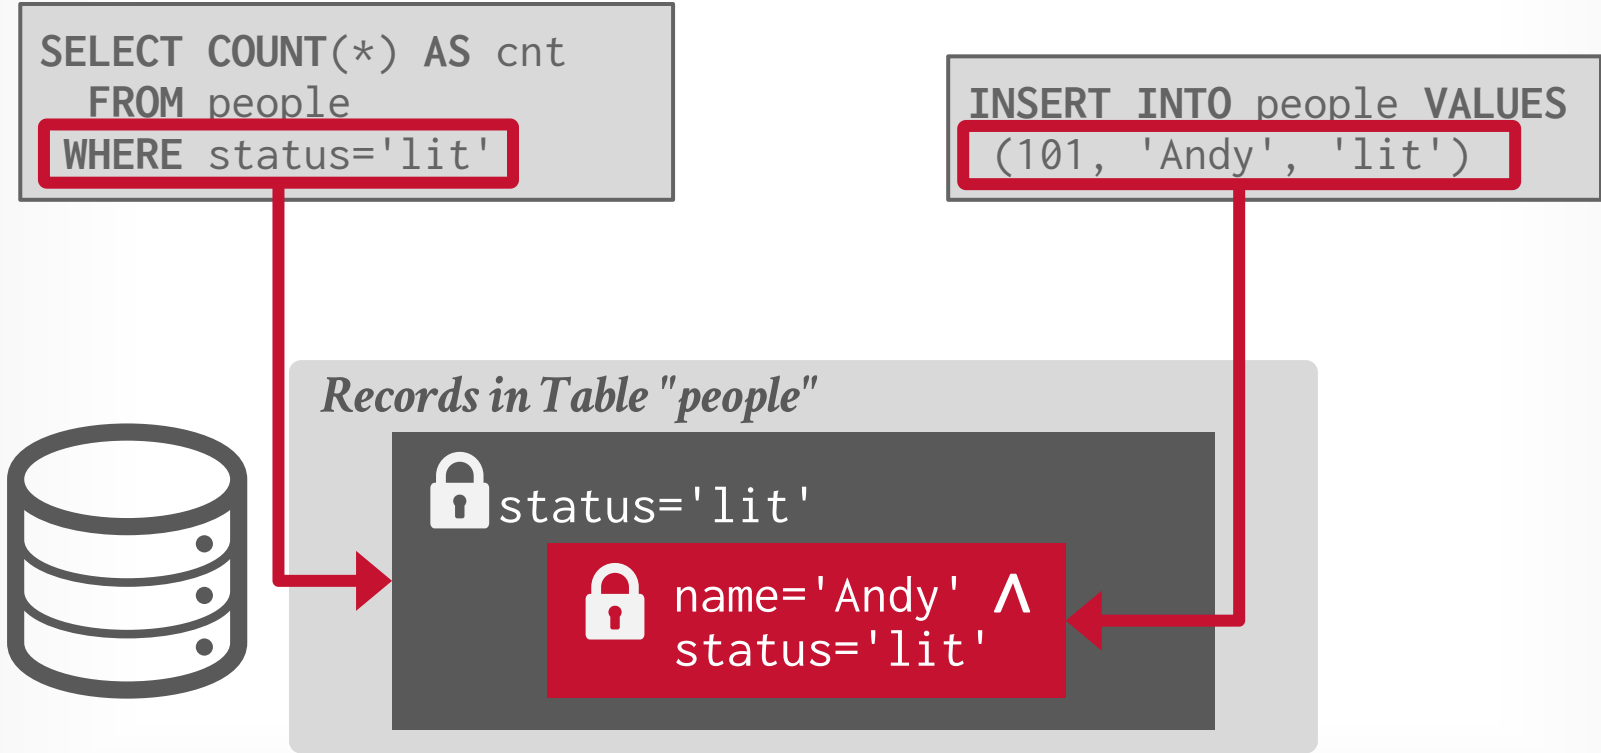 SELECT COUNT(*) AS cnt
FROM people
WHERE status='lit'
INSERT INTO people VALUES
(101, 'Andy', 'lit')
Records in Table "people"
status='lit'
name='Andy' ∧
status='lit'